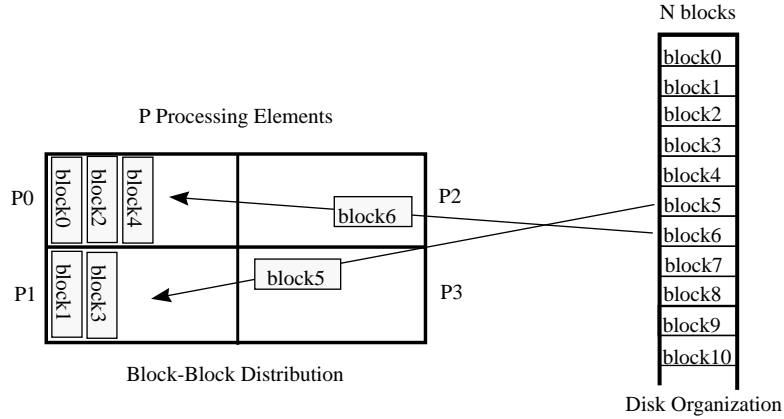 N blocks
block0
block1
block2
block3
block4
block5
block6
block7
block8
block9
block10
Disk Organization
P Processing Elements
P0
block0
block2
block4
block6
P2
P1
block1
block3
block5
P3
Block-Block Distribution